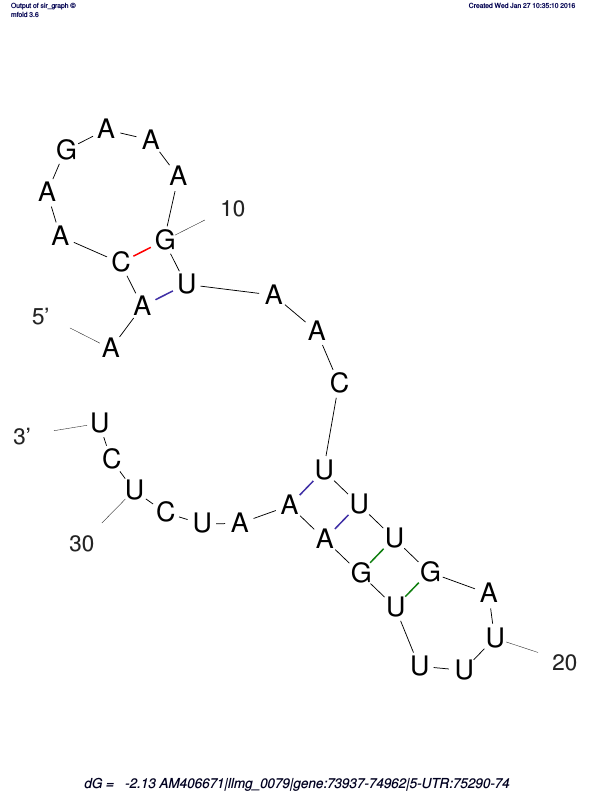 Output of sir_graph ©
mfold 3.6
Created Wed Jan 27 10:35:10 2016
A A
G A
A A
A G 10
C U
A A
5’ A
A C
3’ U
C U
U U
C U A A A U
30 G G
U A
U 20
U U
dG = -2.13 AM406671|llmg_0079|gene:73937-74962|5-UTR:75290-74